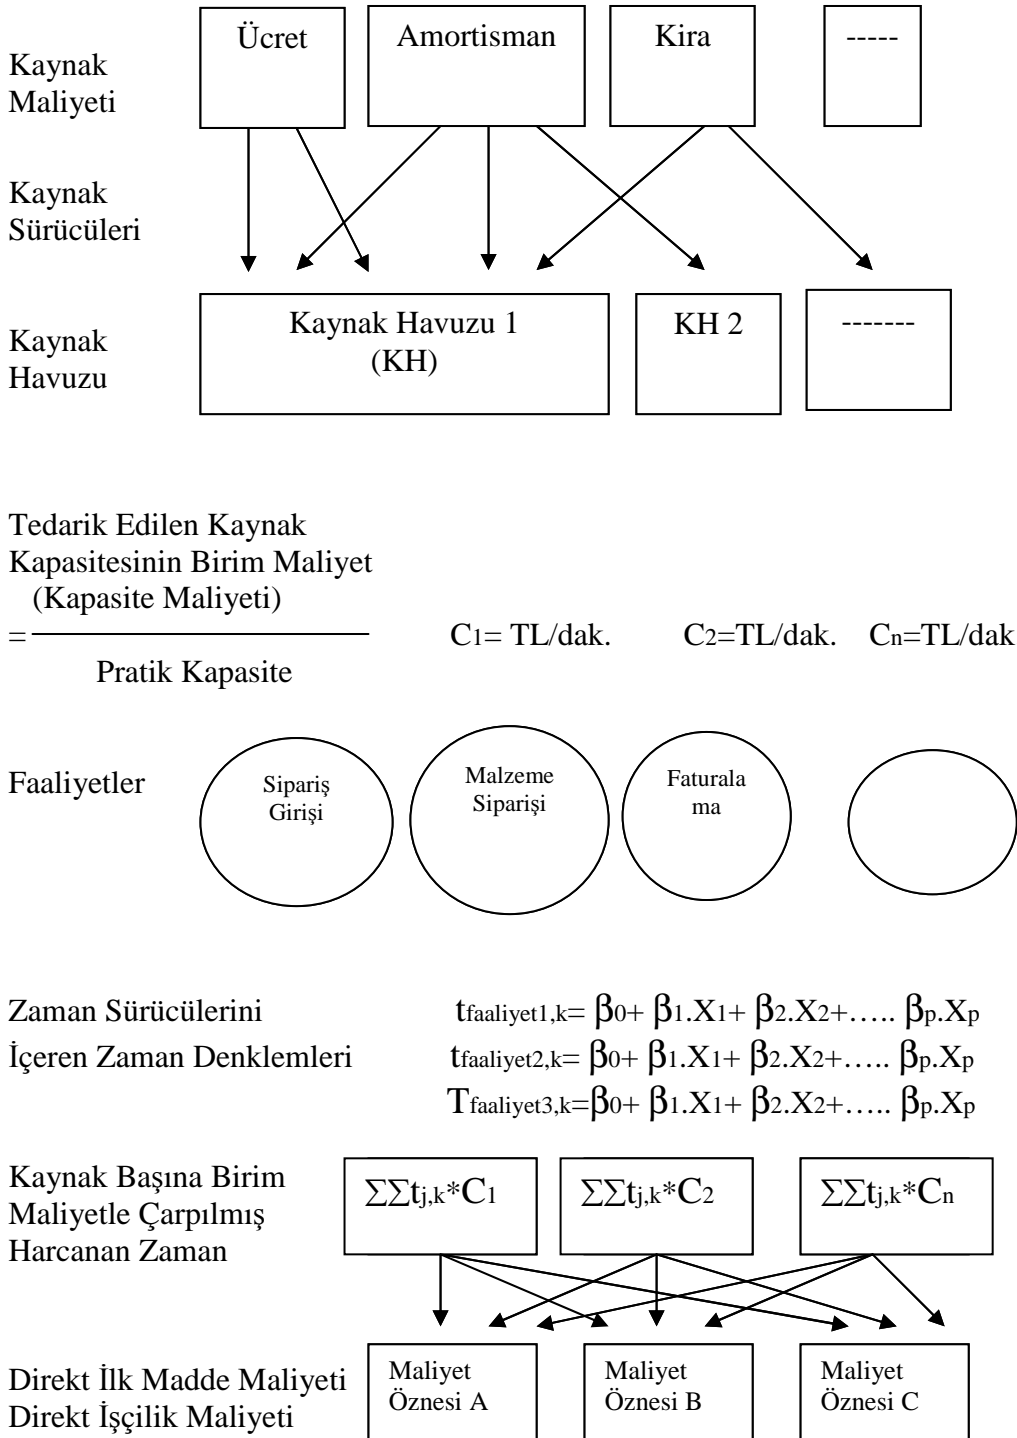 Ücret
Amortisman
Kira
-----
Kaynak
Maliyeti
Kaynak
Sürücüleri
Kaynak Havuzu 1
(KH)
KH 2
-------
Kaynak
Havuzu
Tedarik Edilen Kaynak
Kapasitesinin Birim Maliyet
(Kapasite Maliyeti)
=
Pratik Kapasite
C1= TL/dak.
C2=TL/dak.
Cn=TL/dak
Faaliyetler
Sipariş
Girişi
Malzeme
Siparişi
Faturala
ma
Zaman Sürücülerini
İçeren Zaman Denklemleri
tfaaliyet1,k= β0+ β1.X1+ β2.X2+….. βp.Xp
tfaaliyet2,k= β0+ β1.X1+ β2.X2+….. βp.Xp
Tfaaliyet3,k=β0+ β1.X1+ β2.X2+….. βp.Xp
Kaynak Başına Birim
Maliyetle Çarpılmış
Harcanan Zaman
∑∑tj,k*C1
∑∑tj,k*C2
∑∑tj,k*Cn
Direkt İlk Madde Maliyeti
Direkt İşçilik Maliyeti
Maliyet
Öznesi A
Maliyet
Öznesi B
Maliyet
Öznesi C